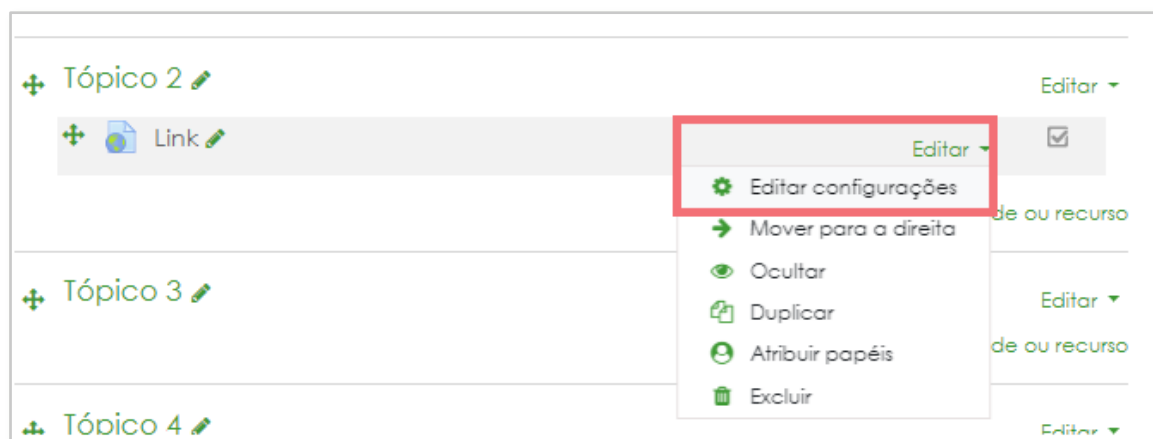 Tópico 2
Editar
Link
Editar
Editar configurações
de ou recurso
Mover para a direita
Ocultar
Tópico 3
Editar
Duplicar
de ou recurso
Atribuir papéis
Excluir
Tópico 4
Editar